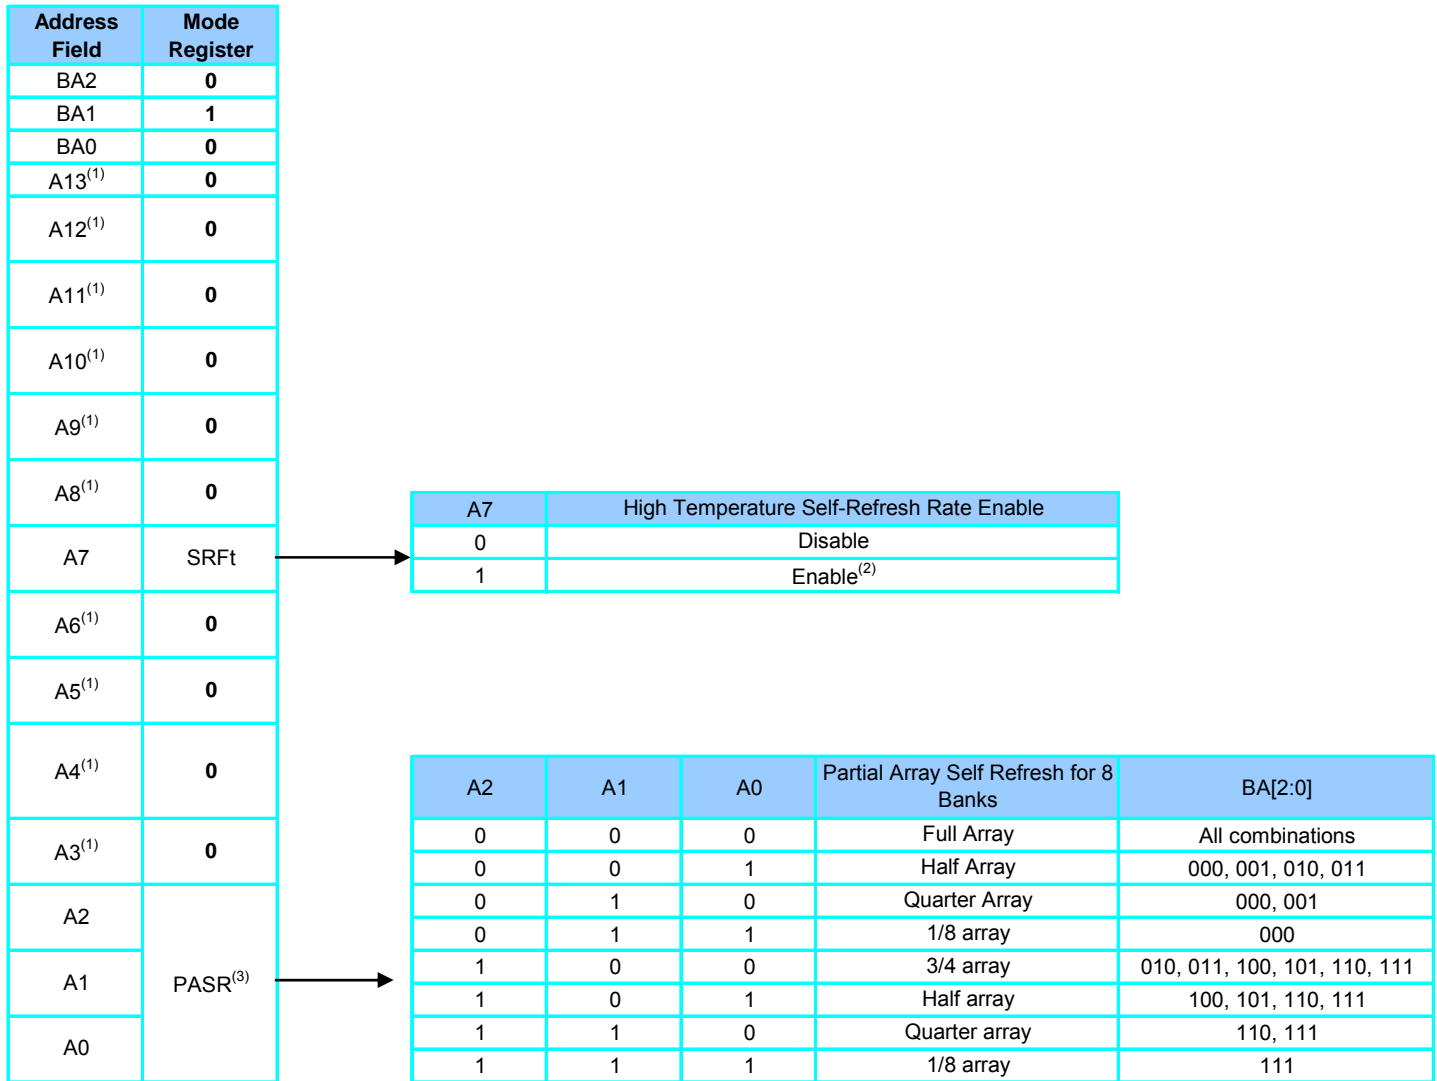 Address Field Mode Register
BA2 0
BA1 1
BA0 0
A13(1) 0
A12(1) 0
A11(1) 0
A10(1) 0
A9(1) 0
A8(1) 0
A7 SRFt
A6(1) 0
A5(1) 0
A4(1) 0
A3(1) 0
A2
A1 PASR(3)
A0
A7 High Temperature Self-Refresh Rate Enable
0 Disable
1 Enable(2)
A2 A1 A0 Partial Array Self Refresh for 8 Banks BA[2:0]
0 0 0 Full Array All combinations
0 0 1 Half Array 000, 001, 010, 011
0 1 0 Quarter Array 000, 001
0 1 1 1/8 array 000
1 0 0 3/4 array 010, 011, 100, 101, 110, 111
1 0 1 Half array 100, 101, 110, 111
1 1 0 Quarter array 110, 111
1 1 1 1/8 array 111